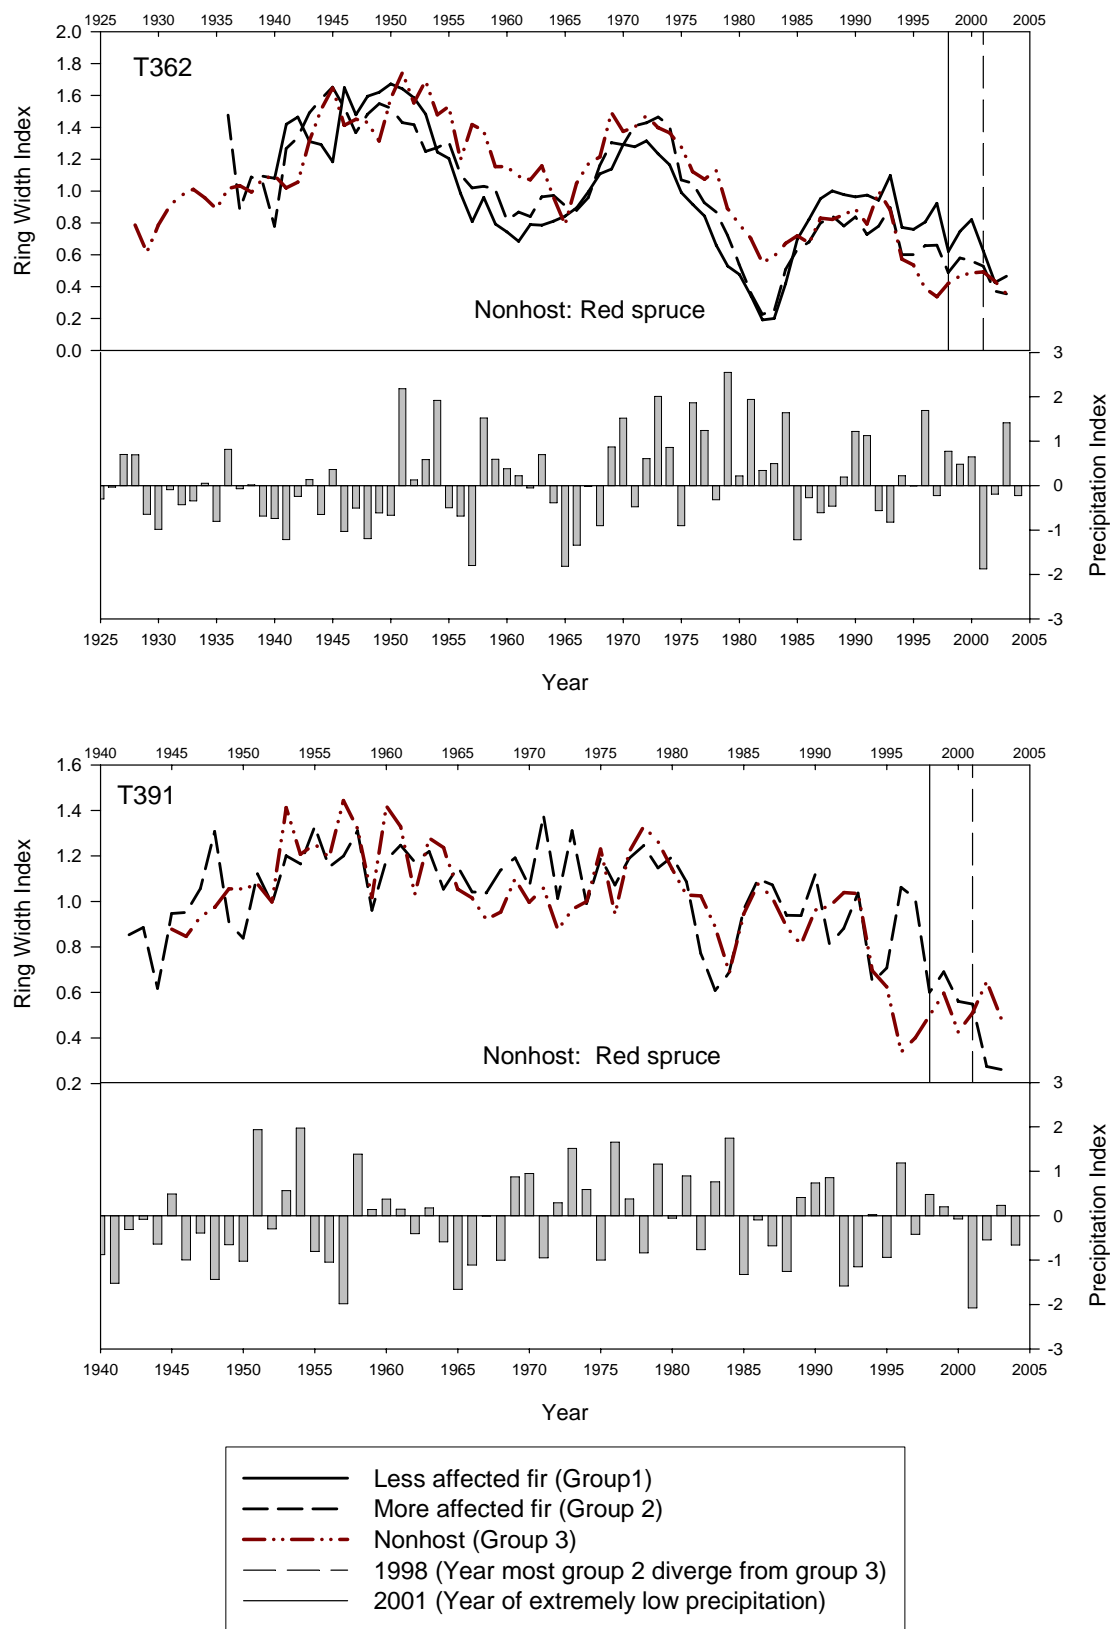 1925 1930 1935 1940 1945 1950 1955 1960 1965 1970 1975 1980 1985 1990 1995 2000 2005
2.0
1.8
1.6
1.4
1.2
1.0
0.8
0.6
0.4
0.2
0.0
Ring Width Index
T362
Nonhost: Red spruce
3
2
1
0
-1
-2
-3
Precipitation Index
1925 1930 1935 1940 1945 1950 1955 1960 1965 1970 1975 1980 1985 1990 1995 2000 2005
Year
1940 1945 1950 1955 1960 1965 1970 1975 1980 1985 1990 1995 2000 2005
1.6
1.4
1.2
1.0
0.8
0.6
0.4
0.2
Ring Width Index
T391
Nonhost: Red spruce
3
2
1
0
-1
-2
-3
Precipitation Index
1940 1945 1950 1955 1960 1965 1970 1975 1980 1985 1990 1995 2000 2005
Year
Less affected fir (Group1)
More affected fir (Group 2)
Nonhost (Group 3)
1998 (Year most group 2 diverge from group 3)
2001 (Year of extremely low precipitation)